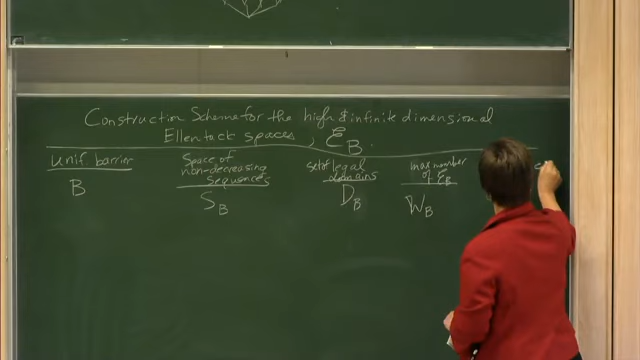 Construction Scheme for the high & infinite dimensional
Ellentuck spaces, E_B.
Unif. barrier
B
Space of
non-decreasing
sequences
S_B
set of legal
domains
D_B
max number
of E_B
W_B